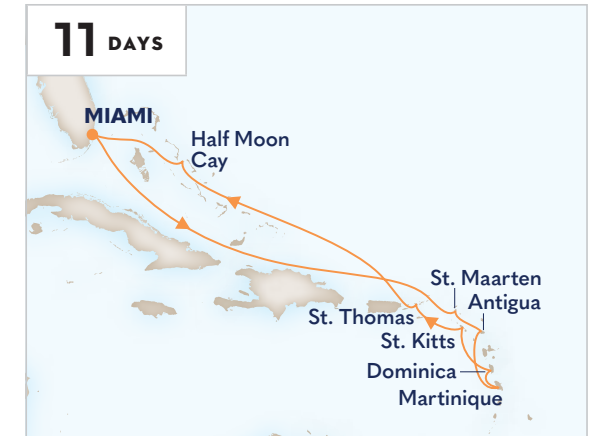 11 DAYS
MIAMI
Half Moon
Cay
St. Maarten
Antigua
St. Thomas
St. Kitts
Dominica
Martinique